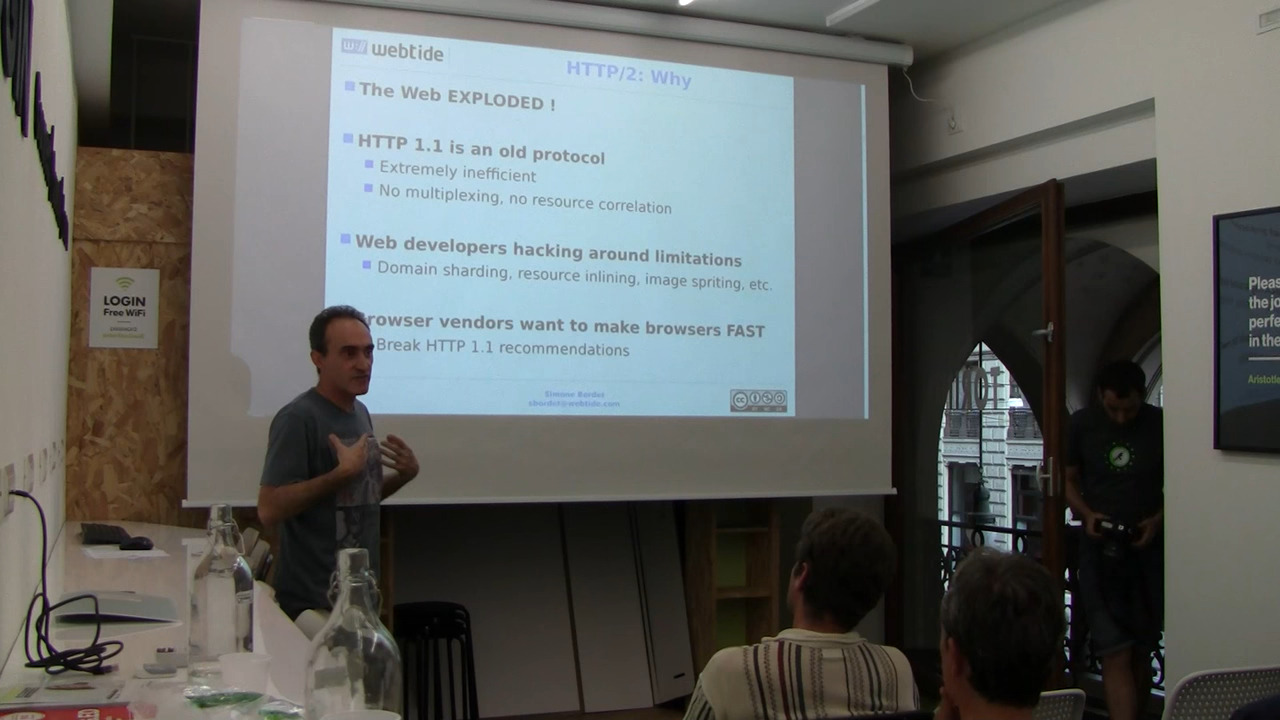 w:// webtide
HTTP/2: Why
The Web EXPLODED !
HTTP 1.1 is an old protocol
Extremely inefficient
No multiplexing, no resource correlation
Web developers hacking around limitations
Domain sharding, resource inlining, image spriting, etc.
rowser vendors want to make browsers FAST
Break HTTP 1.1 recommendations
Simone Bordet
sbordet@webtide.com
LOGIN
Free WiFi
Pleas
the jo
perfe
in the
Aristotle